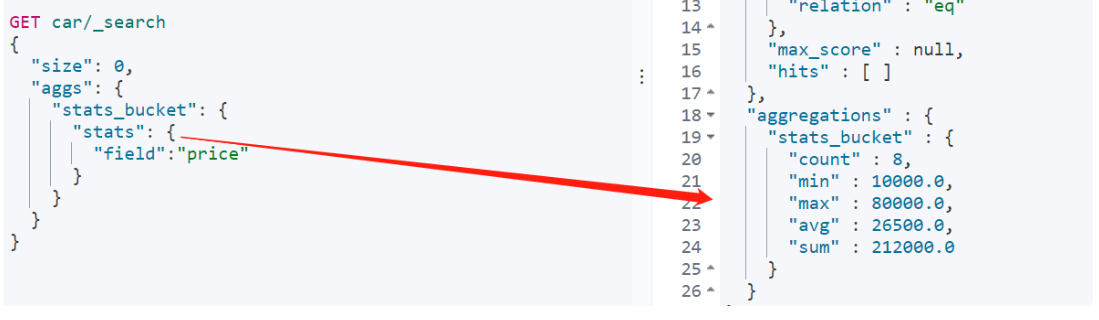 GET car/_search
{
  "size": 0,
  "aggs": {
    "stats_bucket": {
      "stats": {
        "field":"price"
      }
    }
  }
}
13 "relation" : "eq"
14 },
15 "max_score" : null,
16 "hits" : [ ]
17 },
18 "aggregations" : {
19 "stats_bucket" : {
20 "count" : 8,
21 "min" : 10000.0,
22 "max" : 80000.0,
23 "avg" : 26500.0,
24 "sum" : 212000.0
25 }
26 }